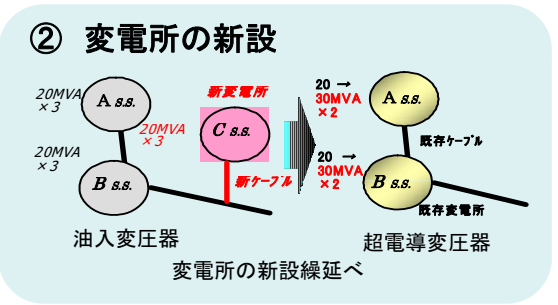 ② 変電所の新設
20MVA
×3
A s.s.
20MVA
×3
20MVA
×3
B s.s.
新変電所
C s.s.
新ケーブル
油入変圧器
20 →
30MVA
×2
A s.s.
既存ケーブル
20 →
30MVA
×2
B s.s.
既存変電所
超電導変圧器
変電所の新設繰延べ